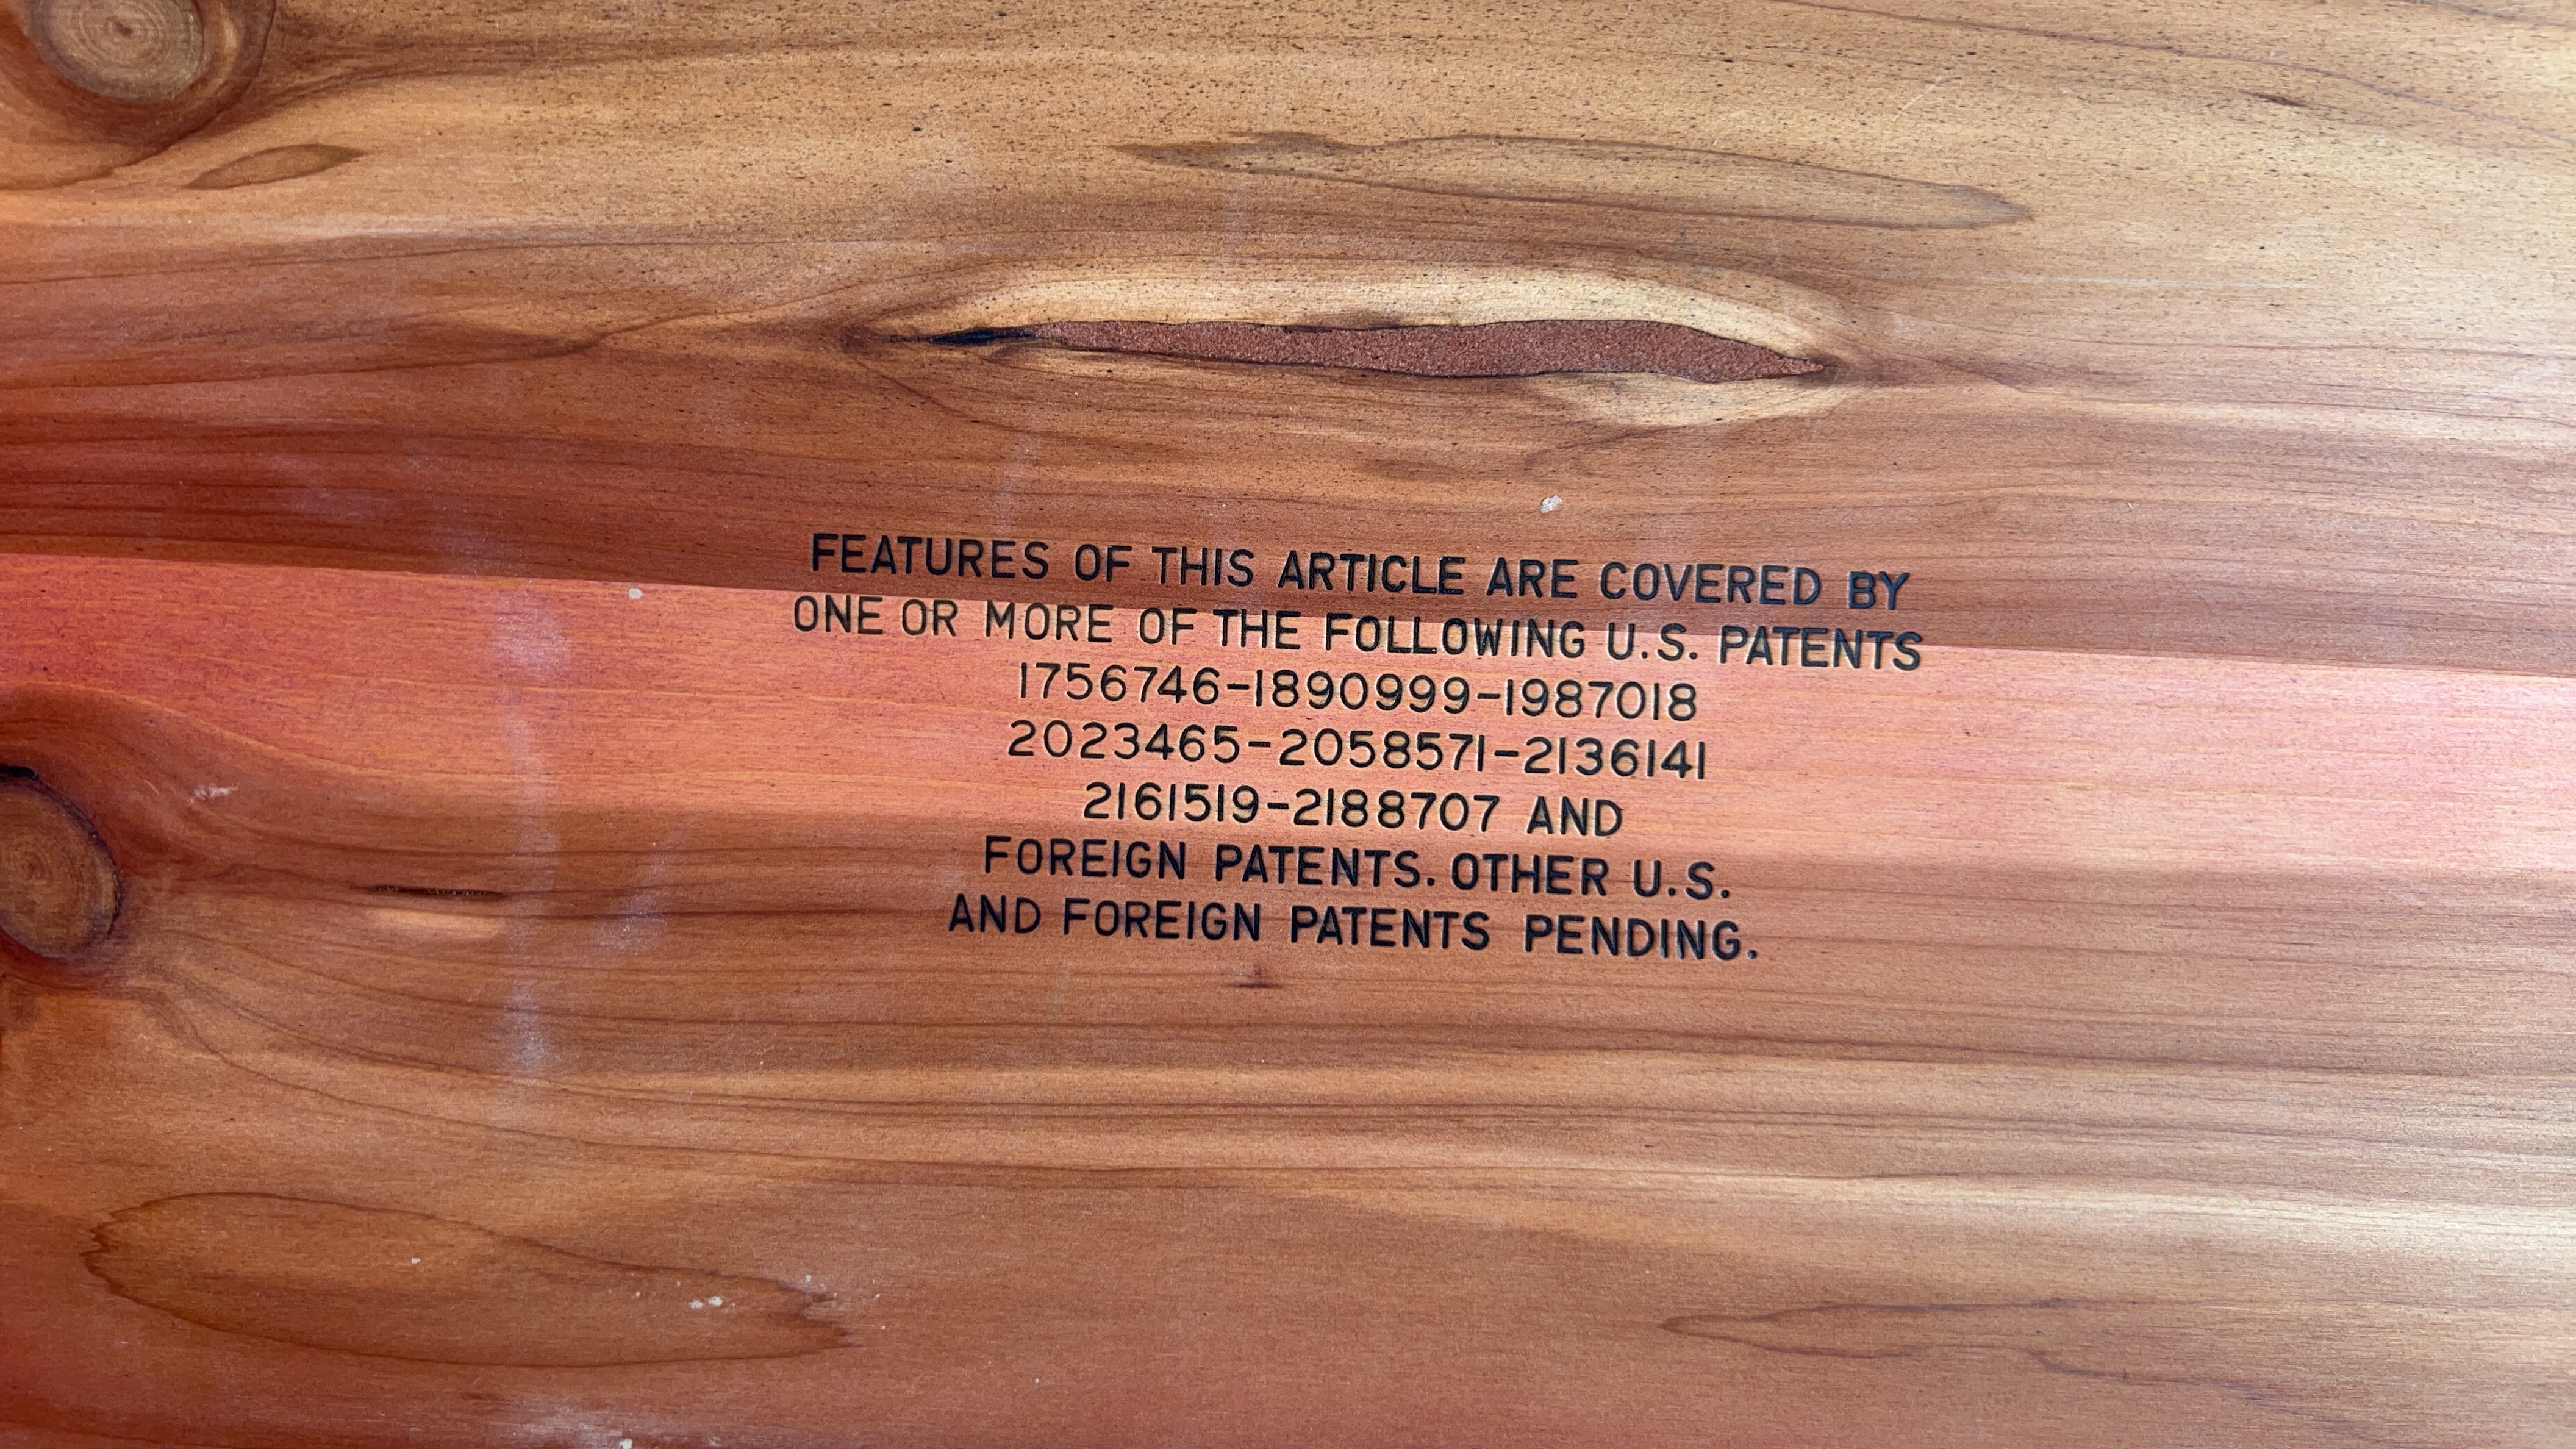 FEATURES OF THIS ARTICLE ARE COVERED BY
ONE OR MORE OF THE FOLLOWING U.S. PATENTS
1756746-1890999-1987018
2023465-2058571-2136141
2161519-2188707 AND
FOREIGN PATENTS. OTHER U.S.
AND FOREIGN PATENTS PENDING.